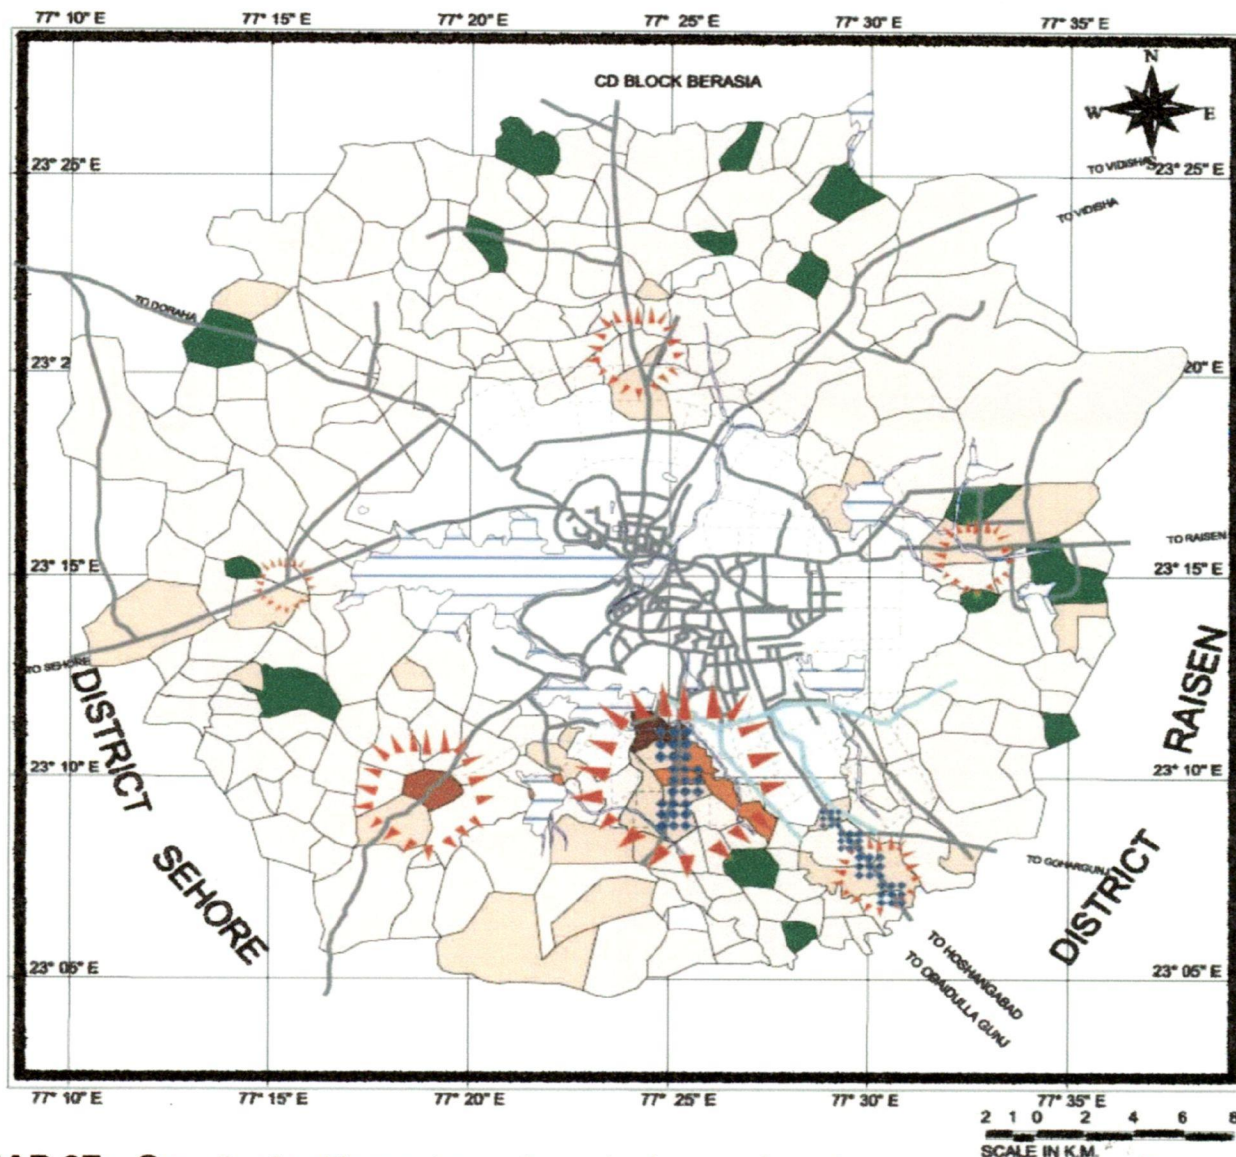 77° 10" E 77° 15" E 77° 20" E 77° 25" E 77° 30" E 77° 35" E
CD BLOCK BERASIA
N
W E
S
23° 25" E
TO VIDISHA
23° 25" E
TO VIDISHA
TO DORAHA
23° 2
20" E
TO RAISEN
23° 15" E
23° 15" E
TO SEHORE
DISTRICT
SEHORE
RAISEN
DISTRICT
23° 10" E
23° 10" E
TO GOHARGUNJ
TO HOSHANGABAD
TO OBAIDULLA GUNJ
23° 05" E
23° 05" E
77° 10" E 77° 15" E 77° 20" E 77° 25" E 77° 30" E 77° 35" E
2 1 0 2 4 6 8
SCALE IN K.M.